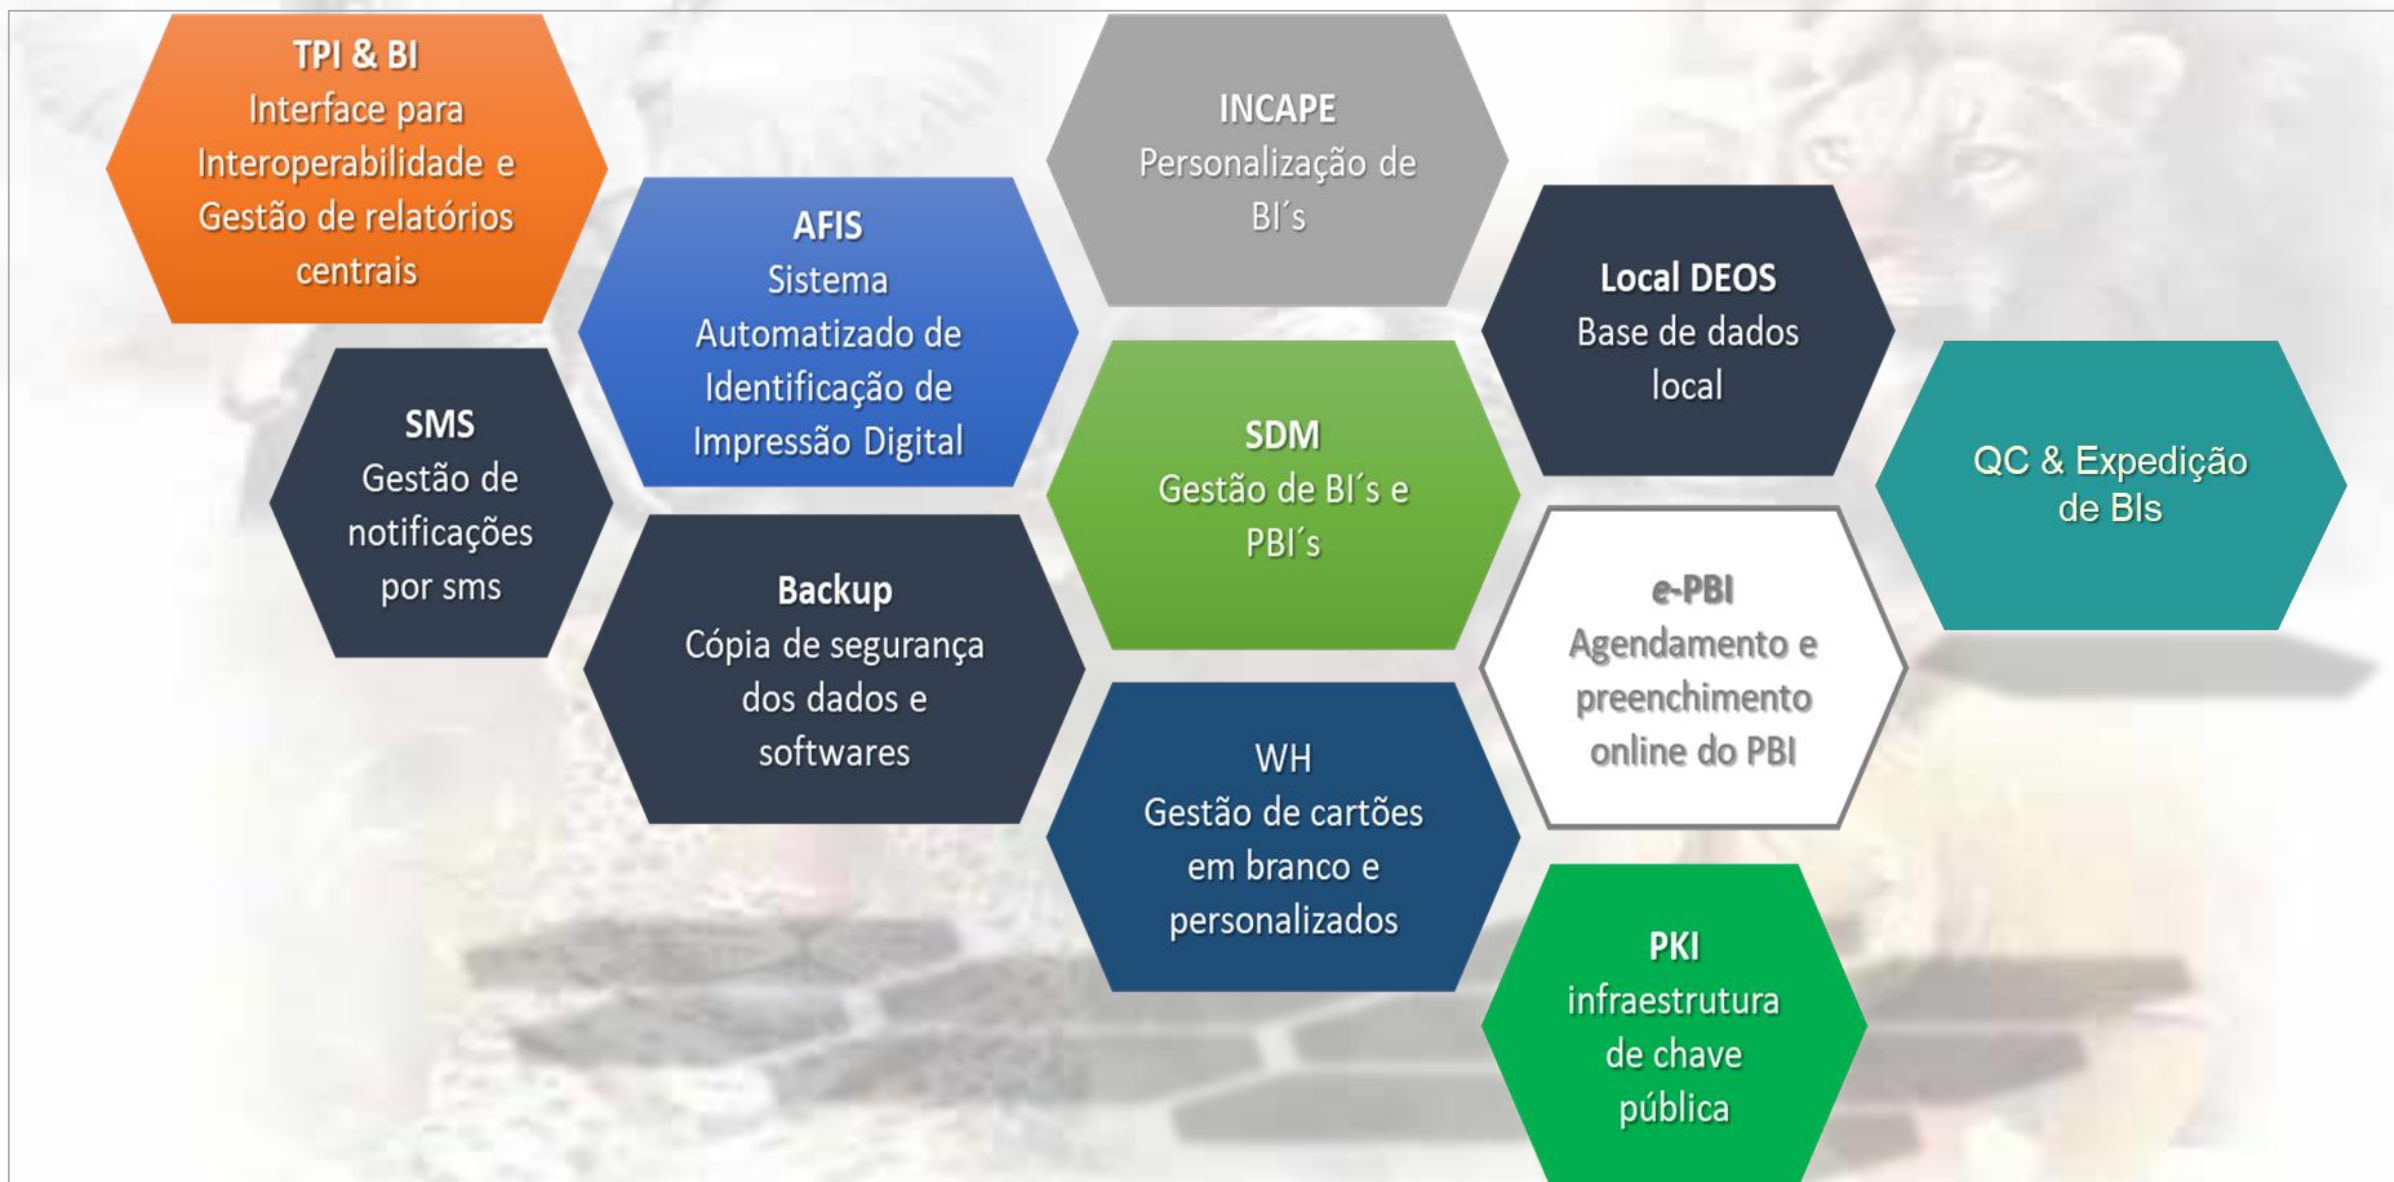 TPI & BI
Interface para
Interoperabilidade e
Gestão de relatórios
centrais
SMS
Gestão de
notificações
por sms
AFIS
Sistema
Automatizado de
Identificação de
Impressão Digital
Backup
Cópia de segurança
dos dados e
softwares
INCAPE
Personalização de
BI´s
SDM
Gestão de BI´s e
PBI´s
WH
Gestão de cartões
em branco e
personalizados
Local DEOS
Base de dados
local
e-PBI
Agendamento e
preenchimento
online do PBI
PKI
infraestrutura
de chave
pública
QC & Expedição
de BIs